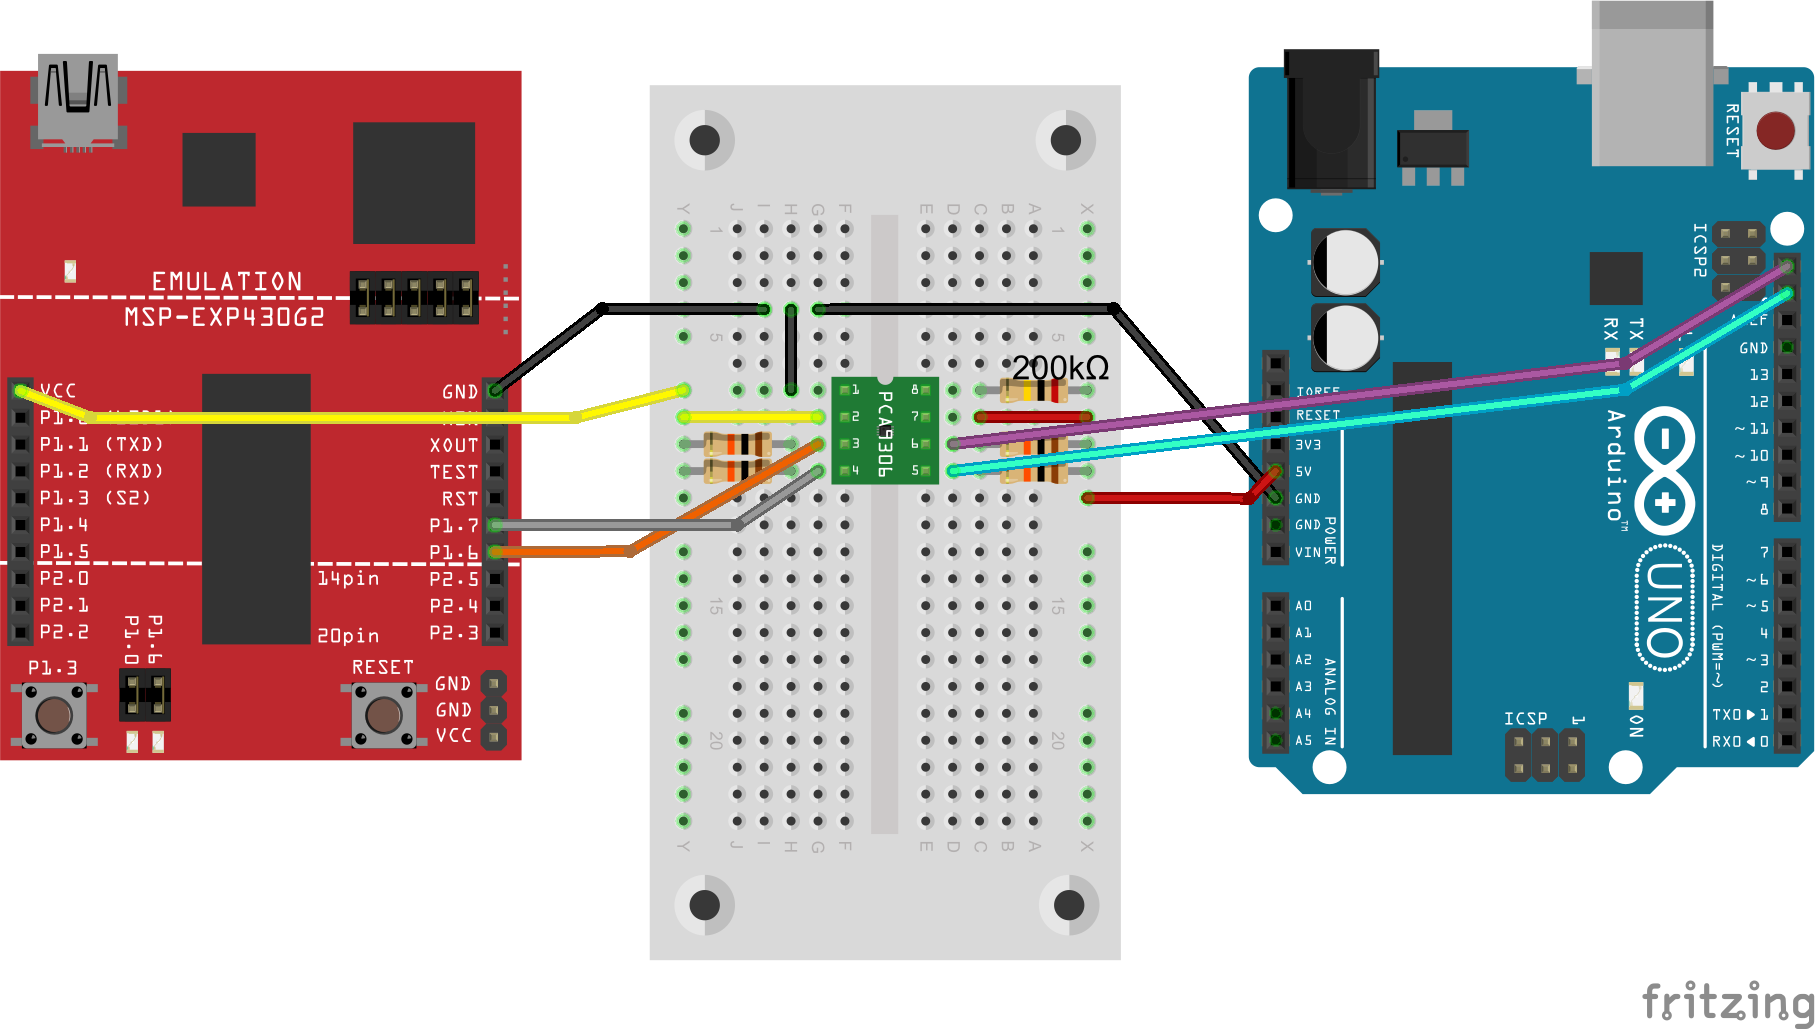 EMULATION
MSP-EXP430G2
VCC
P1.1 (TXD)
P1.2 (RXD)
P1.3 (S2)
P1.4
P1.5
P2.0
P2.1
P2.2
GND
XOUT
TEST
RST
P1.7
P1.6
P2.5
P2.4
P2.3
14pin
20pin
P1.3
P1.0
P1.6
RESET
GND
GND
VCC
Y J I H G F E D C B A X
1 1
5 5
15 15
20 20
Y J I H G F E D C B A X
200kΩ
1 8
2 7
3 6
4 5
PCA9306
RESET
ICSP2
RX
TX
IOREF
RESET
3V3
5V
GND
GND
VIN
POWER
A0
A1
A2
A3
A4
A5
ANALOG IN
Arduino™
UNO
GND
13
12
~11
~10
~9
8
7
~6
~5
4
~3
2
TX0▶1
RX0◀0
DIGITAL (PWM=~)
ICSP
1
ON
fritzing